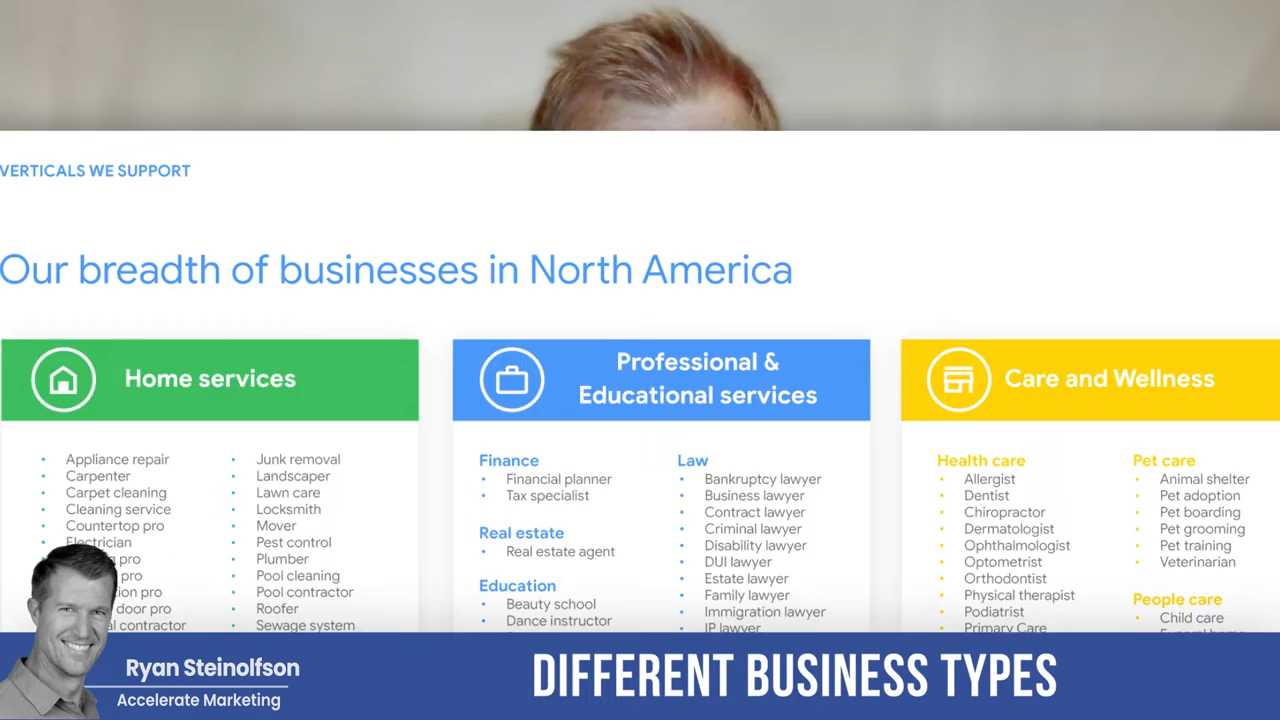 VERTICALS WE SUPPORT
Our breadth of businesses in North America
Home services
Appliance repair
Carpenter
Carpet cleaning
Cleaning service
Countertop pro
Electrician
pro
pro
door pro
contractor
Junk removal
Landscaper
Lawn care
Locksmith
Mover
Pest control
Plumber
Pool cleaning
Pool contractor
Roofer
Sewage system
Professional &
Educational services
Finance
Financial planner
Tax specialist
Real estate
Real estate agent
Education
Beauty school
Dance instructor
Law
Bankruptcy lawyer
Business lawyer
Contract lawyer
Criminal lawyer
Disability lawyer
DUI lawyer
Estate lawyer
Family lawyer
Immigration lawyer
IP lawyer
Care and Wellness
Health care
Allergist
Dentist
Chiropractor
Dermatologist
Ophthalmologist
Optometrist
Orthodontist
Physical therapist
Podiatrist
Primary Care
Pet care
Animal shelter
Pet adoption
Pet boarding
Pet grooming
Pet training
Veterinarian
People care
Child care
Ryan Steinolfson
Accelerate Marketing
DIFFERENT BUSINESS TYPES